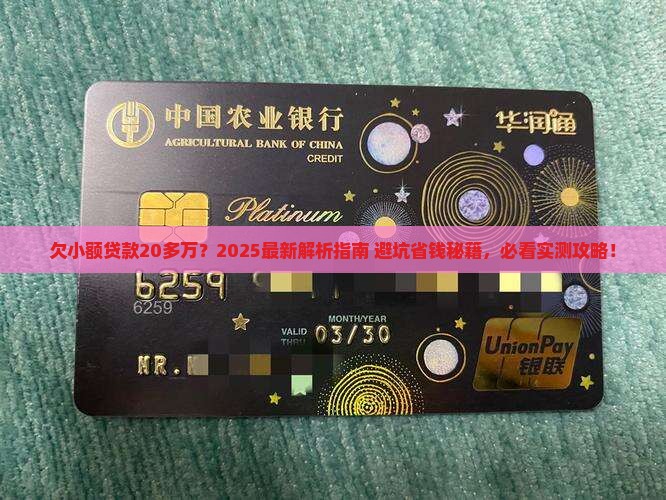 中国农业银行
华润通
AGRICULTURAL BANK OF CHINA
CREDIT
Platinum
欠小额贷款20多万？2025最新解析指南 避坑省钱秘籍，必看实测攻略！
6259
6259
MONTH/YEAR
VALID THRU 03/30
MR.
UnionPay
银联